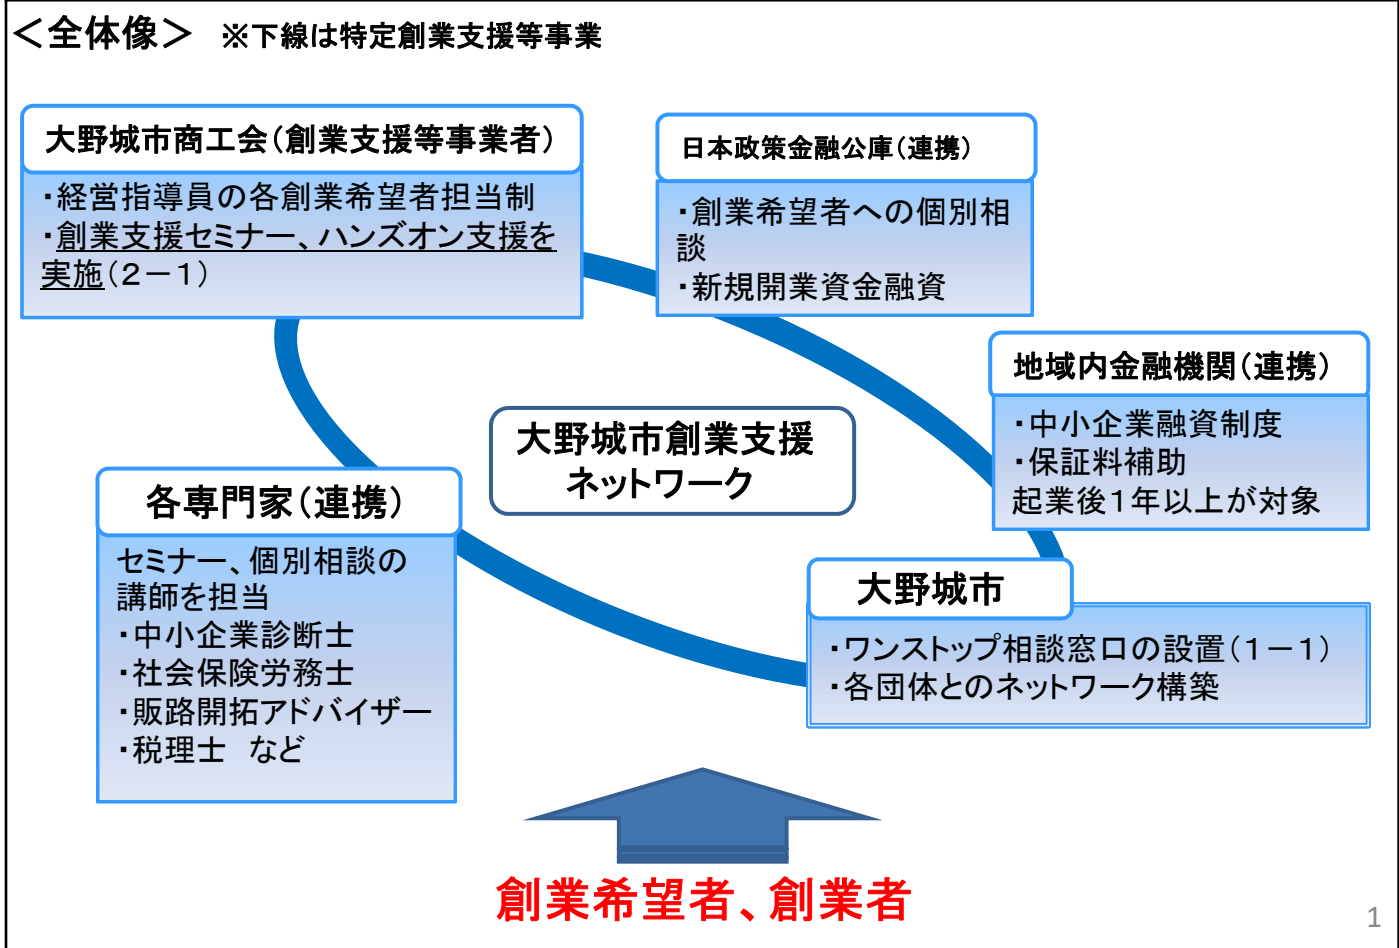 ＜全体像＞　※下線は特定創業支援等事業
大野城市商工会（創業支援等事業者）
・経営指導員の各創業希望者担当制
・創業支援セミナー、ハンズオン支援を
実施（２－１）
日本政策金融公庫（連携）
・創業希望者への個別相
談
・新規開業資金融資
地域内金融機関（連携）
・中小企業融資制度
・保証料補助
起業後１年以上が対象
大野城市創業支援
ネットワーク
各専門家（連携）
セミナー、個別相談の
講師を担当
・中小企業診断士
・社会保険労務士
・販路開拓アドバイザー
・税理士　など
大野城市
・ワンストップ相談窓口の設置（１－１）
・各団体とのネットワーク構築
創業希望者、創業者
1